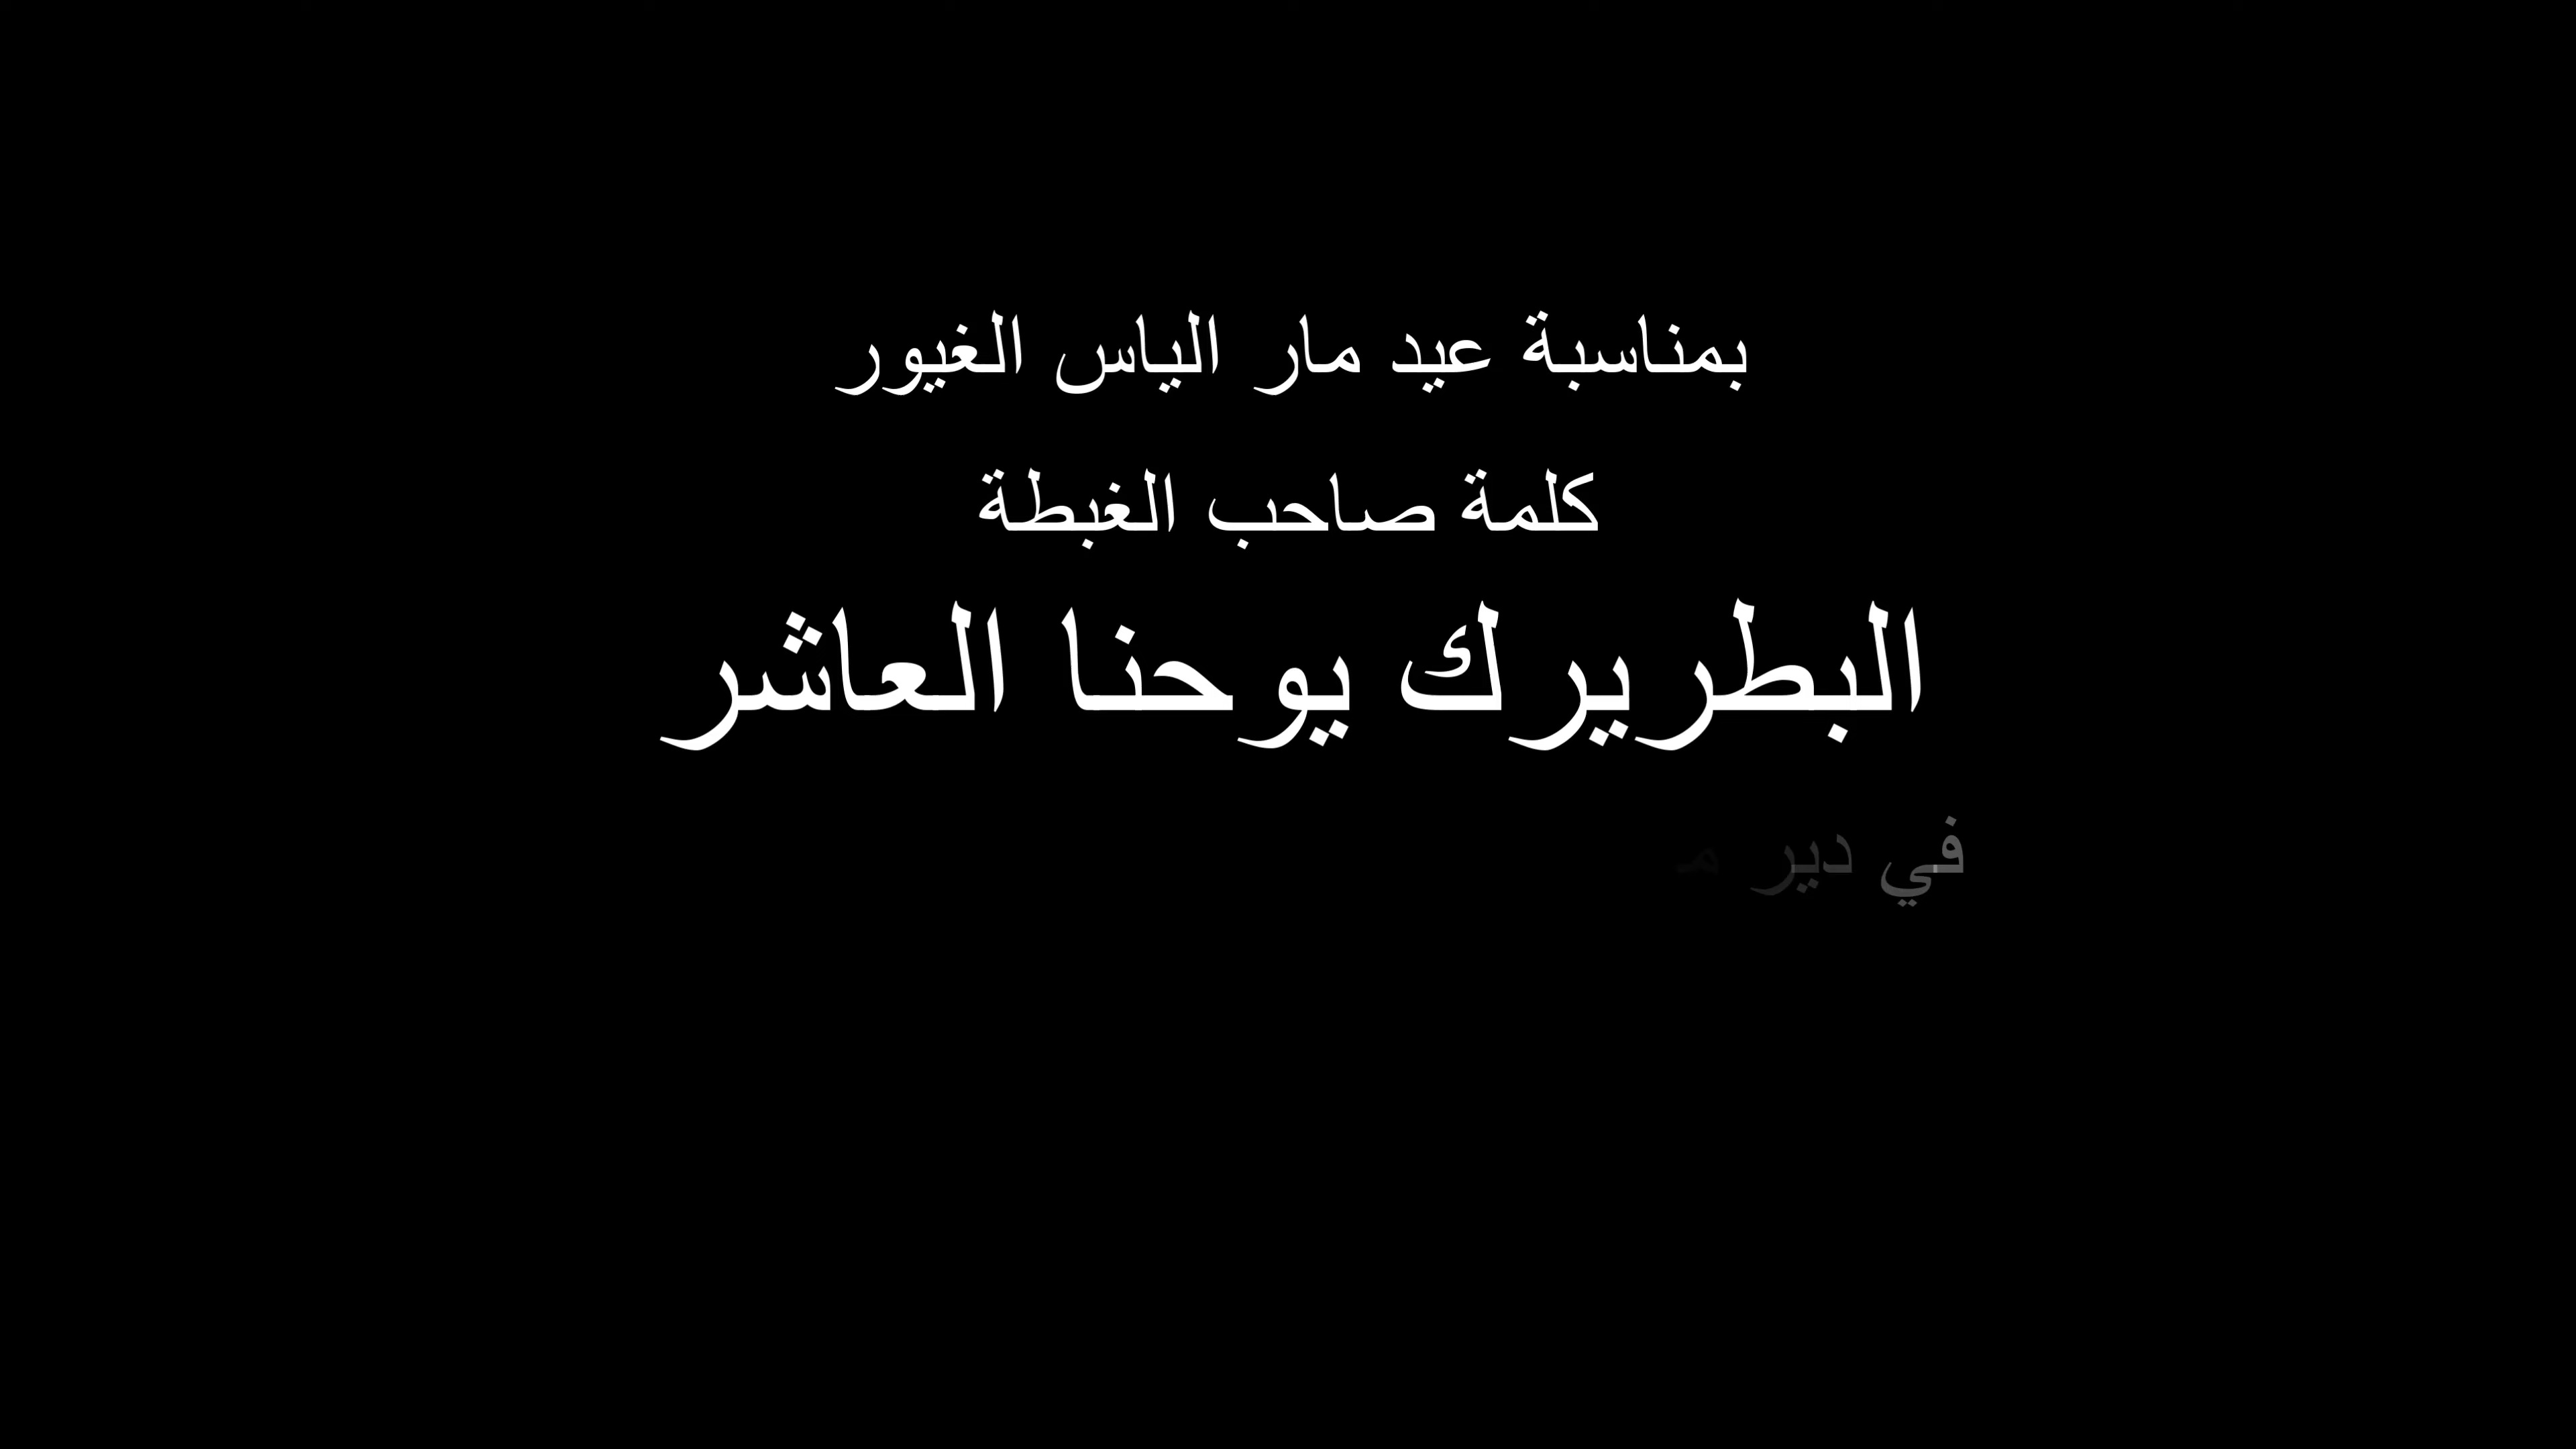 بمناسبة عيد مار الياس الغيور
كلمة صاحب الغبطة
البطريرك يوحنا العاشر
في دير